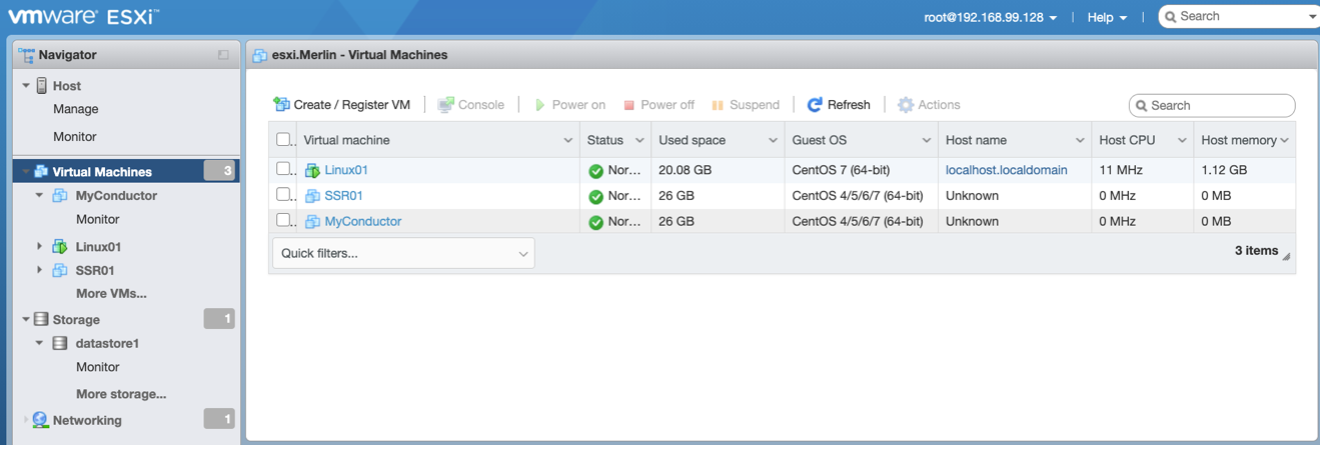 vmware ESXi™
root@192.168.99.128 | Help | Search
Navigator
Host
Manage
Monitor
Virtual Machines 3
MyConductor
Monitor
Linux01
SSR01
More VMs...
Storage 1
datastore1
Monitor
More storage...
Networking 1
esxi.Merlin - Virtual Machines
Create / Register VM | Console | Power on Power off Suspend | Refresh | Actions Search
Virtual machine Status Used space Guest OS Host name Host CPU Host memory
Linux01 Nor... 20.08 GB CentOS 7 (64-bit) localhost.localdomain 11 MHz 1.12 GB
SSR01 Nor... 26 GB CentOS 4/5/6/7 (64-bit) Unknown 0 MHz 0 MB
MyConductor Nor... 26 GB CentOS 4/5/6/7 (64-bit) Unknown 0 MHz 0 MB
Quick filters... 3 items